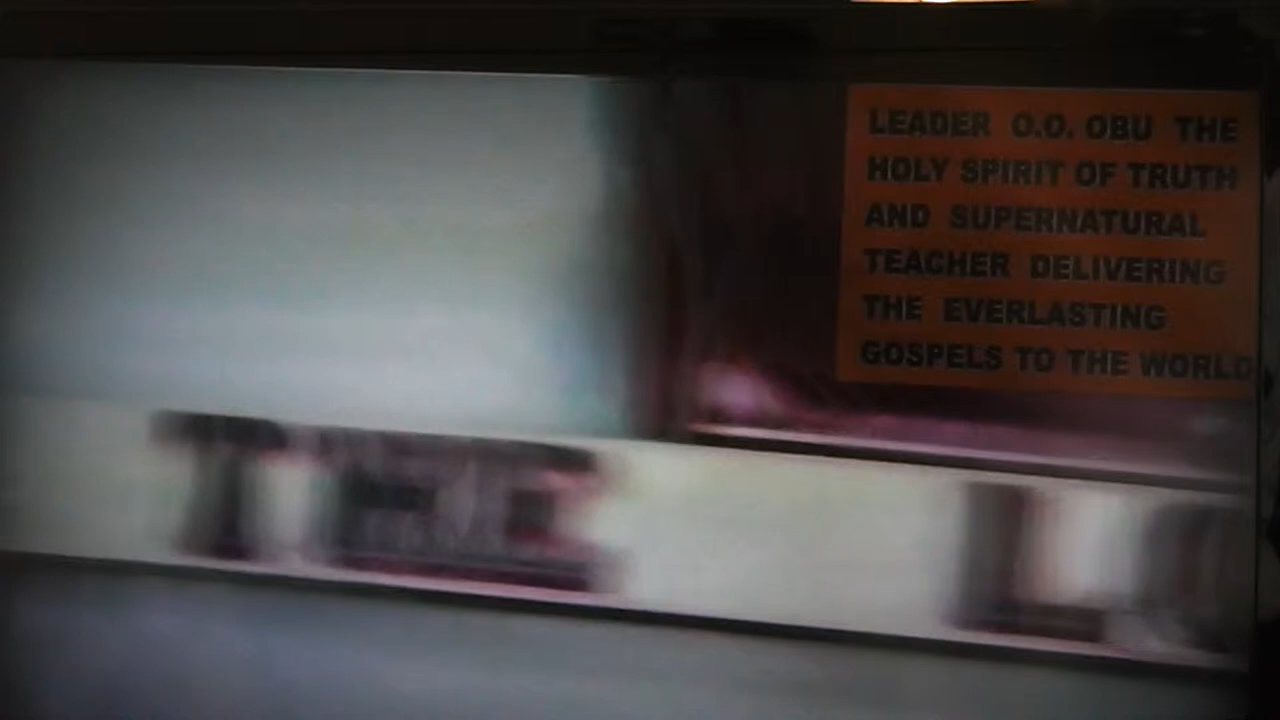 LEADER O.O. OBU THE
HOLY SPIRIT OF TRUTH
AND SUPERNATURAL
TEACHER DELIVERING
THE EVERLASTING
GOSPELS TO THE WORLD